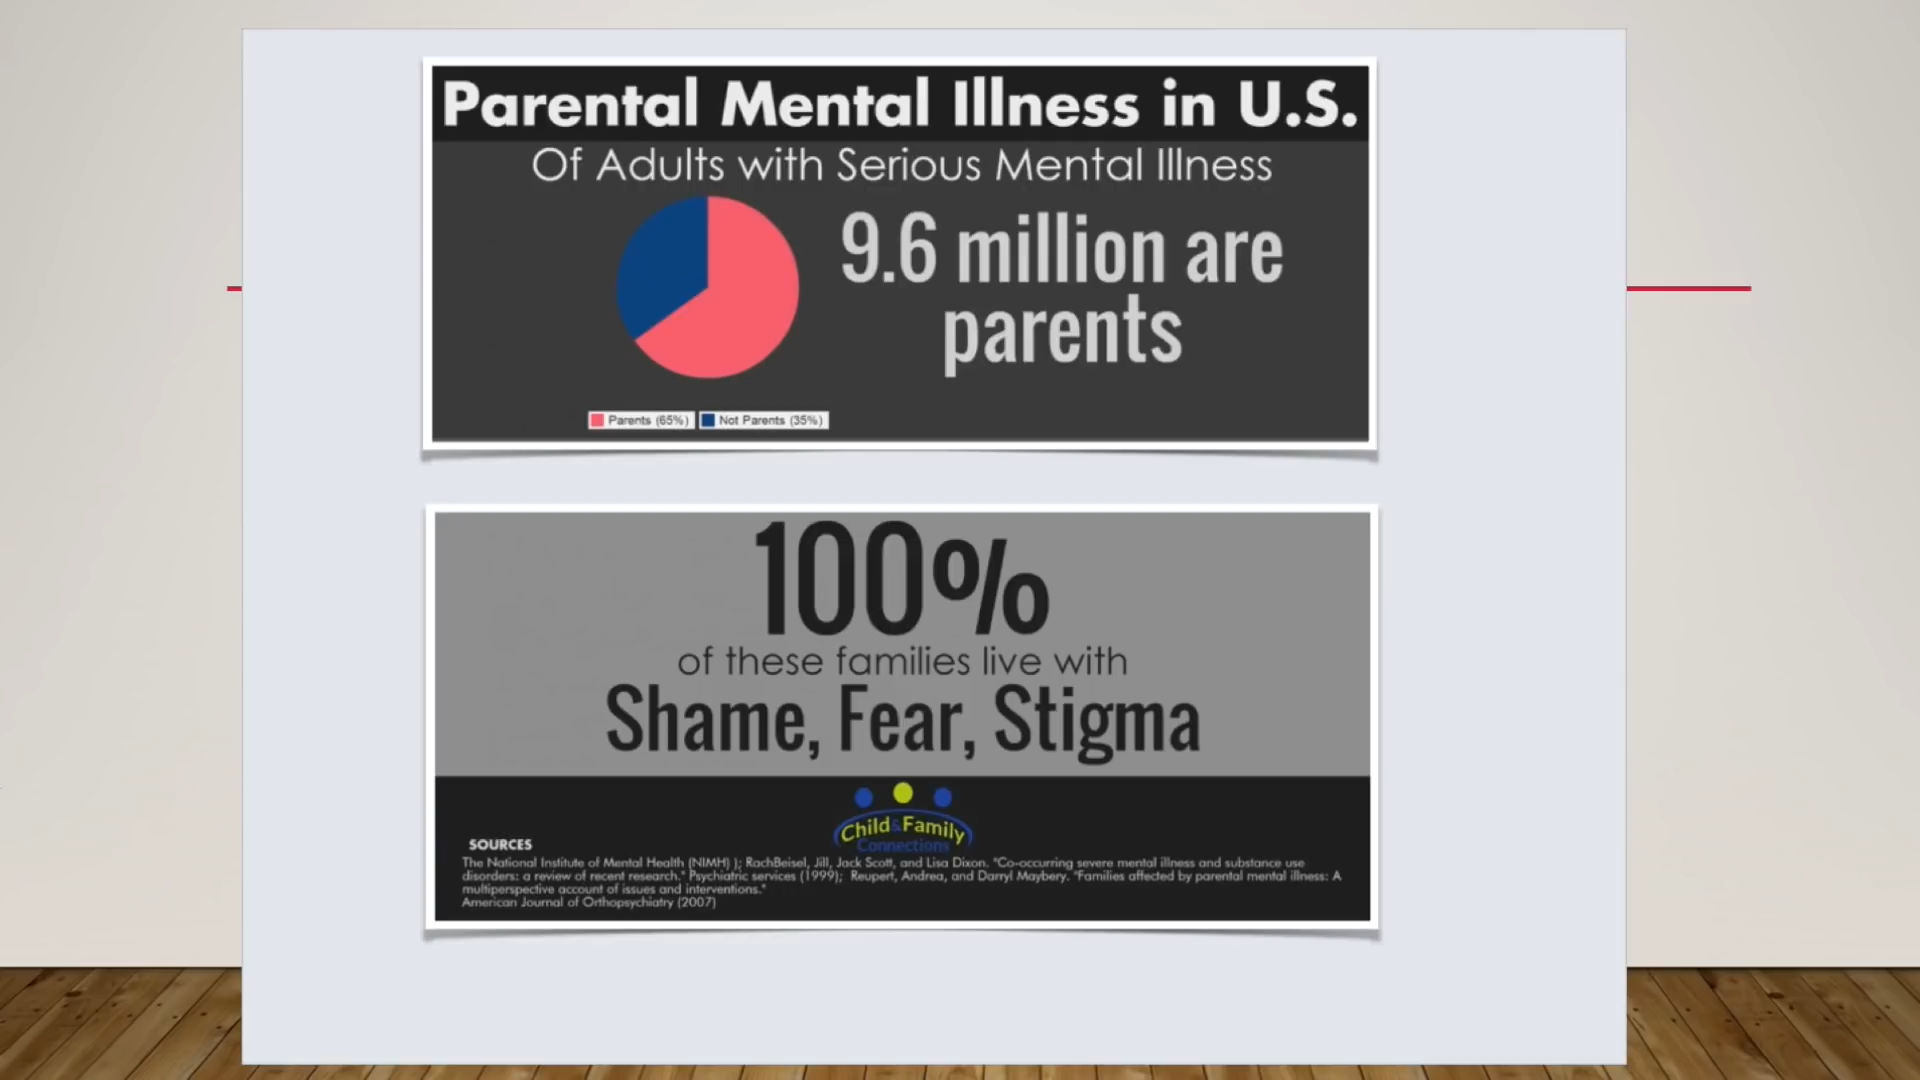 Parental Mental Illness in U.S.
Of Adults with Serious Mental Illness
9.6 million are
parents
Parents (65%)
Not Parents (35%)
100%
of these families live with
Shame, Fear, Stigma
Child & Family
Connections
SOURCES
The National Institute of Mental Health (NIMH) ); RachBeisel, Jill, Jack Scott, and Lisa Dixon. "Co-occurring severe mental illness and substance use
disorders: a review of recent research." Psychiatric services (1999); Reupert, Andrea, and Darryl Maybery. "Families affected by parental mental illness: A
multiperspective account of issues and interventions."
American Journal of Orthopsychiatry (2007)